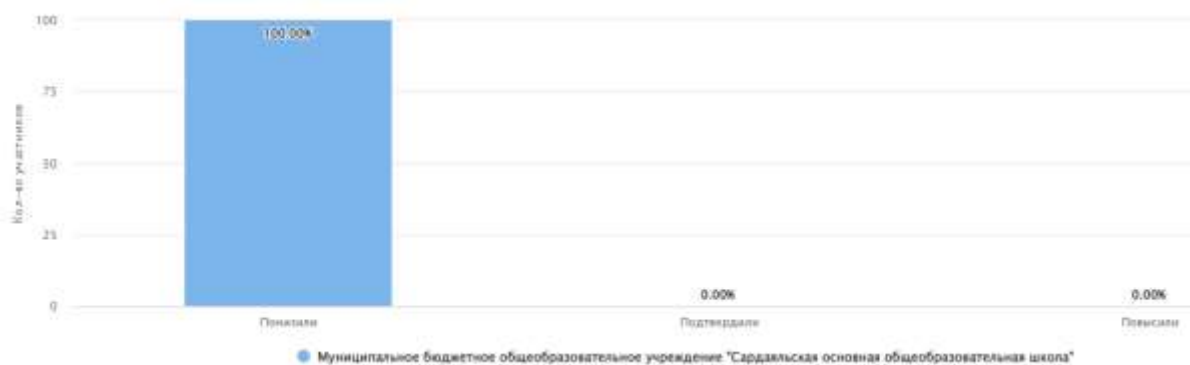 100
100.00%
75
50
25
0
Кол-во участников
0.00%
0.00%
Понизили
Подтвердили
Повысили
Муниципальное бюджетное общеобразовательное учреждение "Сардаяльская основная общеобразовательная школа"